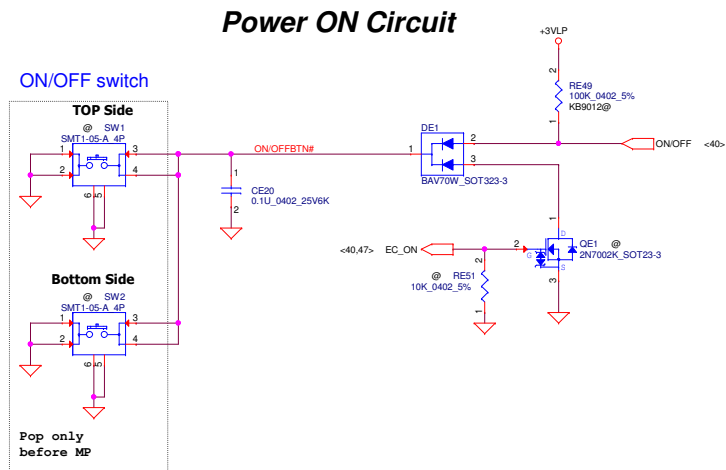 Power ON Circuit
+3VLP
ON/OFF switch
2
RE49
100K_0402_5%
KB9012@
1
TOP Side
@ SW1
SMT1-05-A_4P
1
3
2
4
6
5
ON/OFFBTN#
1
CE20
0.1U_0402_25V6K
2
DE1
1
2
3
BAV70W_SOT323-3
ON/OFF <40>
1
D
QE1 @
2N7002K_SOT23-3
<40,47> EC_ON
2
G
S
3
2
@ RE51
10K_0402_5%
1
Bottom Side
@ SW2
SMT1-05-A_4P
1
3
2
4
6
5
Pop only
before MP